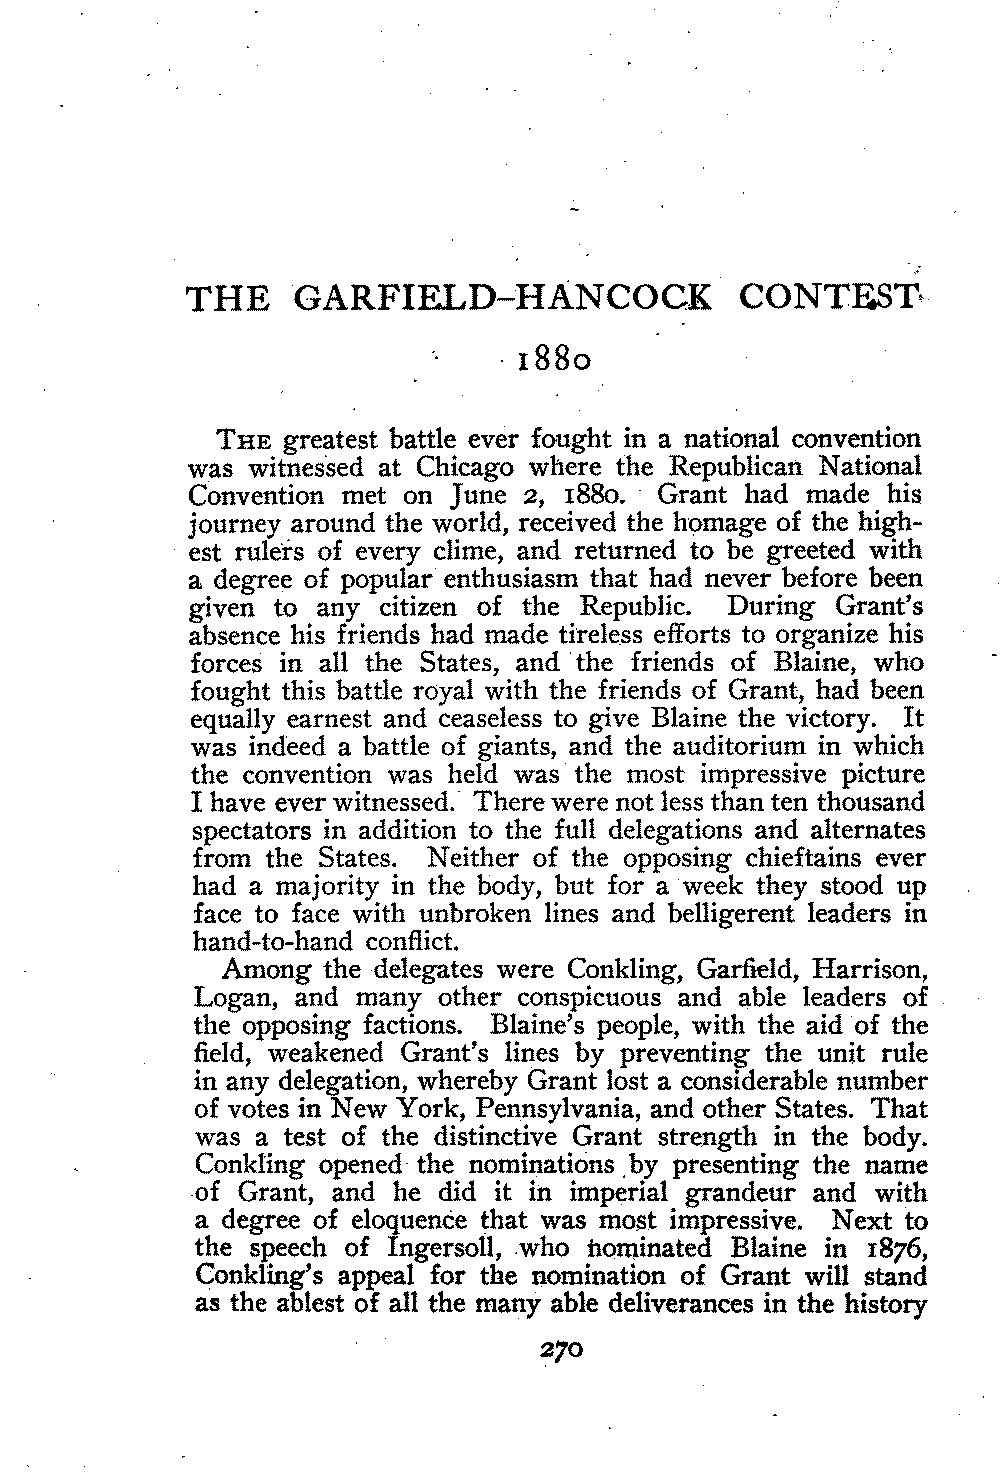 THE GARFIELD–HANCOCK CONTEST
1880
THE greatest battle ever fought in a national convention
was witnessed at Chicago where the Republican National
Convention met on June 2, 1880. Grant had made his
journey around the world, received the homage of the high-
est rulers of every clime, and returned to be greeted with
a degree of popular enthusiasm that had never before been
given to any citizen of the Republic. During Grant's
absence his friends had made tireless efforts to organize his
forces in all the States, and the friends of Blaine, who
fought this battle royal with the friends of Grant, had been
equally earnest and ceaseless to give Blaine the victory. It
was indeed a battle of giants, and the auditorium in which
the convention was held was the most impressive picture
I have ever witnessed. There were not less than ten thousand
spectators in addition to the full delegations and alternates
from the States. Neither of the opposing chieftains ever
had a majority in the body, but for a week they stood up
face to face with unbroken lines and belligerent leaders in
hand-to-hand conflict.
Among the delegates were Conkling, Garfield, Harrison,
Logan, and many other conspicuous and able leaders of
the opposing factions. Blaine's people, with the aid of the
field, weakened Grant's lines by preventing the unit rule
in any delegation, whereby Grant lost a considerable number
of votes in New York, Pennsylvania, and other States. That
was a test of the distinctive Grant strength in the body.
Conkling opened the nominations by presenting the name
of Grant, and he did it in imperial grandeur and with
a degree of eloquence that was most impressive. Next to
the speech of Ingersoll, who nominated Blaine in 1876,
Conkling's appeal for the nomination of Grant will stand
as the ablest of all the many able deliverances in the history
270